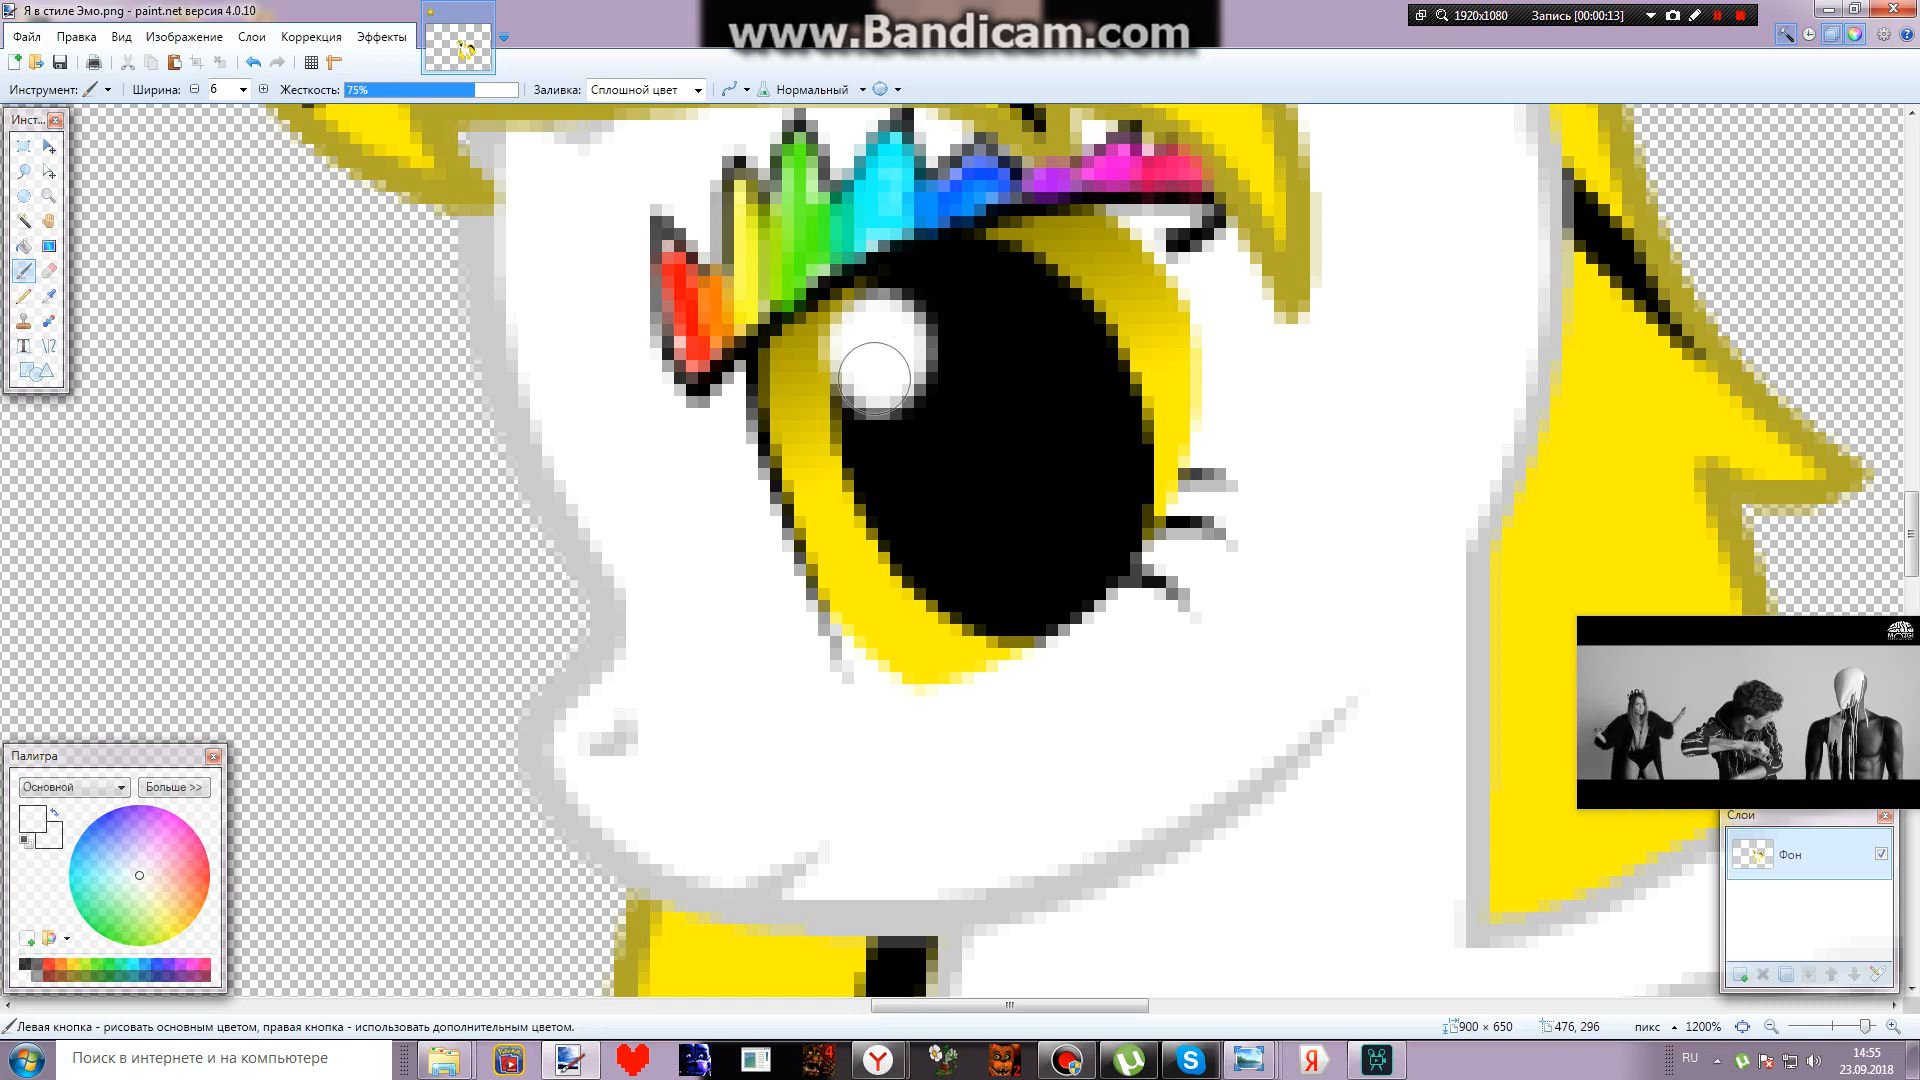 Я в стиле Эмо.png - paint.net версия 4.0.10
www.Bandicam.com
1920x1080 Запись [00:00:13]
Файл Правка Вид Изображение Слои Коррекция Эффекты
Инструмент: Ширина: 6 Жесткость: 75% Заливка: Сплошной цвет Нормальный
Инст...
Палитра
Основной Больше >>
Слои
Фон
Левая кнопка - рисовать основным цветом, правая кнопка - использовать дополнительным цветом.
900 × 650 476, 296 пикс 1200%
Поиск в интернете и на компьютере
RU 14:55
23.09.2018